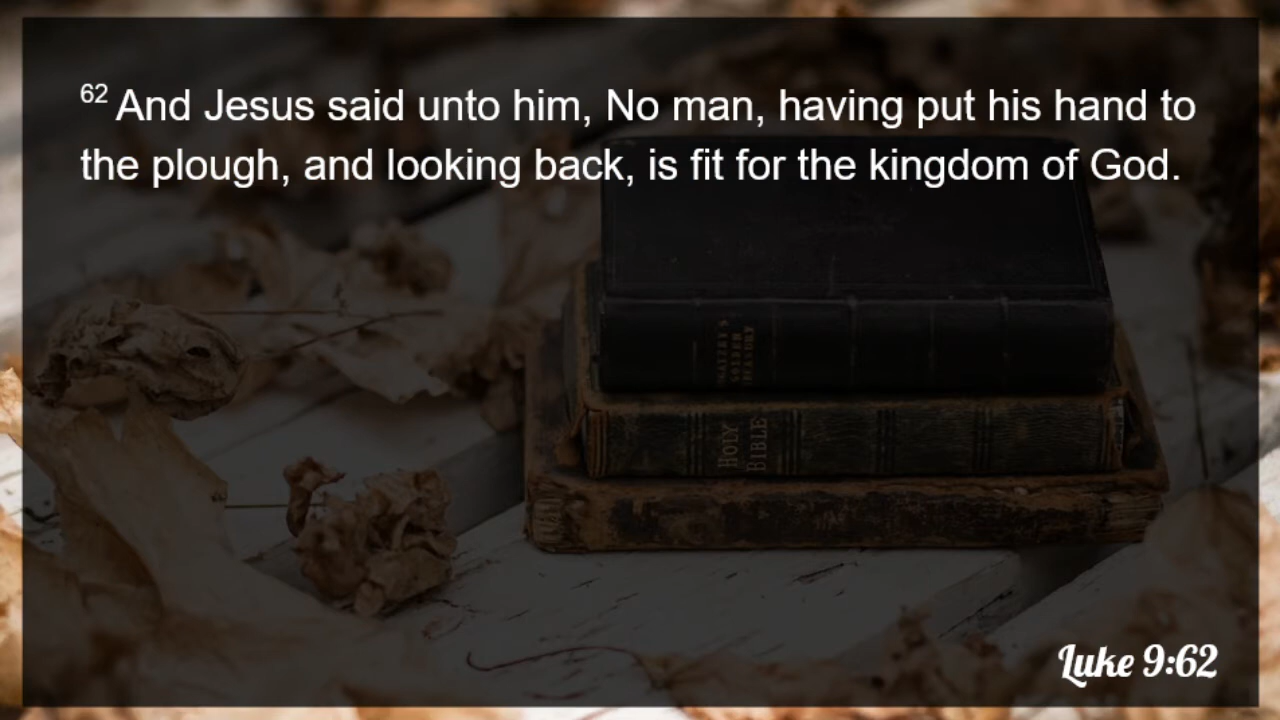 62 And Jesus said unto him, No man, having put his hand to
the plough, and looking back, is fit for the kingdom of God.
GOLDEN
HOLY
BIBLE
Luke 9:62